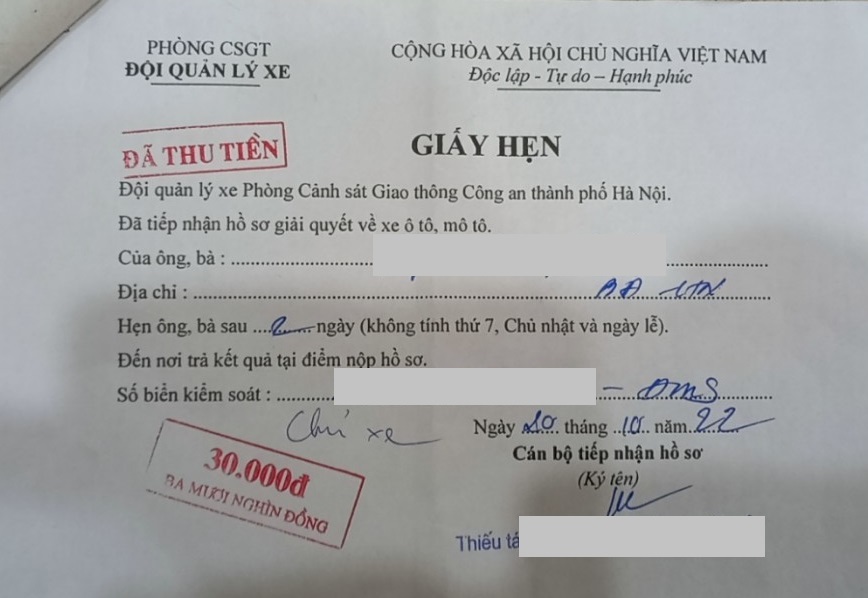 PHÒNG CSGT
ĐỘI QUẢN LÝ XE
CỘNG HÒA XÃ HỘI CHỦ NGHĨA VIỆT NAM
Độc lập - Tự do – Hạnh phúc
ĐÃ THU TIỀN
GIẤY HẸN
Đội quản lý xe Phòng Cảnh sát Giao thông Công an thành phố Hà Nội.
Đã tiếp nhận hồ sơ giải quyết về xe ô tô, mô tô.
Của ông, bà :
Địa chỉ :
Hẹn ông, bà sau 2 ngày (không tính thứ 7, Chủ nhật và ngày lễ).
Đến nơi trả kết quả tại điểm nộp hồ sơ.
Số biển kiểm soát : – ĐMS
Chủ xe
Ngày 20 tháng 10 năm 22
Cán bộ tiếp nhận hồ sơ
(Ký tên)
30.000đ
BA MƯƠI NGHÌN ĐỒNG
Thiếu tá